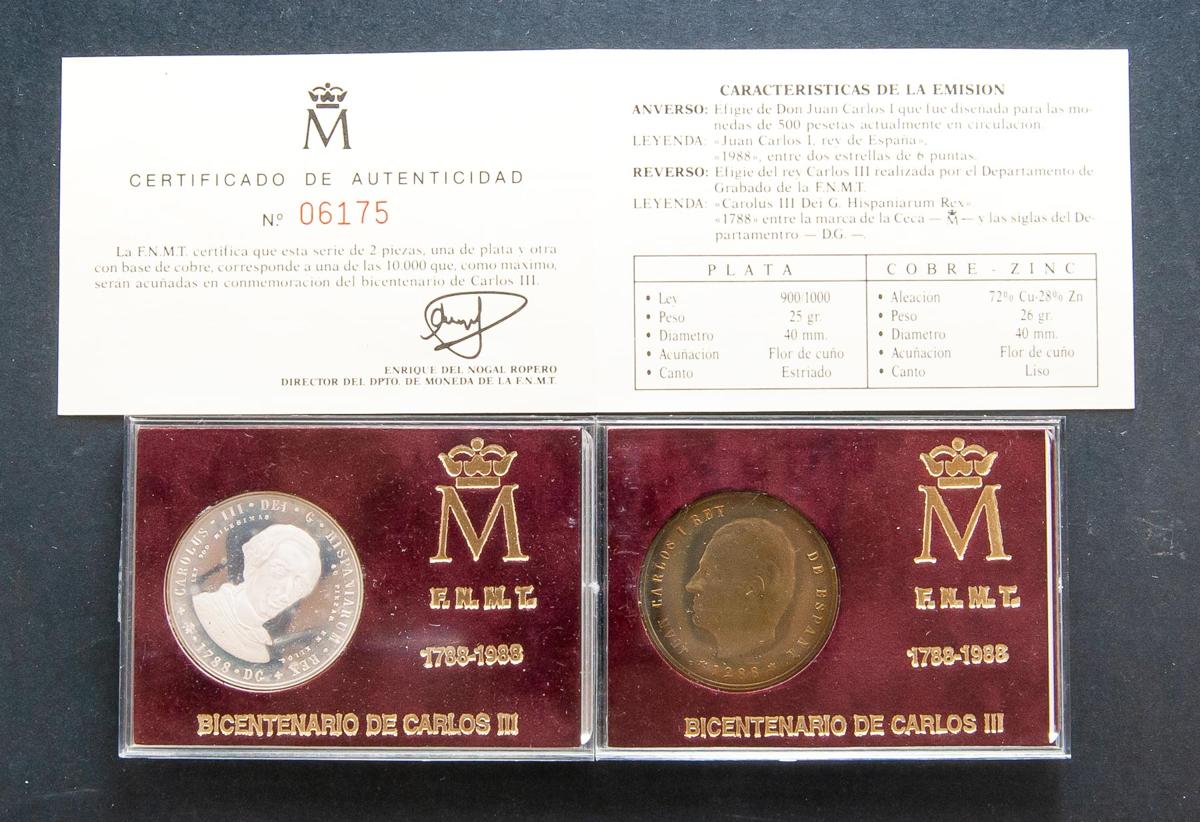 M
CERTIFICADO DE AUTENTICIDAD
N.º 06175
La F.N.M.T. certifica que esta serie de 2 piezas, una de plata y otra
con base de cobre, corresponde a una de las 10.000 que, como máximo,
serán acuñadas en conmemoración del bicentenario de Carlos III.
ENRIQUE DEL NOGAL ROPERO
DIRECTOR DEL DPTO. DE MONEDA DE LA F.N.M.T.
CARACTERISTICAS DE LA EMISION
ANVERSO: Efigie de Don Juan Carlos I que fue diseñada para las mo-
nedas de 500 pesetas actualmente en circulación.
LEYENDA: «Juan Carlos I, rey de España»,
«1988», entre dos estrellas de 6 puntas.
REVERSO: Efigie del rey Carlos III realizada por el Departamento de
Grabado de la F.N.M.T.
LEYENDA: «Carolus III Dei G. Hispaniarum Rex»
«1788» entre la marca de la Ceca — M — y las siglas del De-
partamentro — D.G. —.
PLATA
• Ley 900/1000
• Peso 25 gr.
• Diametro 40 mm.
• Acuñacion Flor de cuño
• Canto Estriado
COBRE - ZINC
• Aleacion 72% Cu-28% Zn
• Peso 26 gr.
• Diametro 40 mm.
• Acuñacion Flor de cuño
• Canto Liso
CAROLUS · III · DEI · G · HISPANIARUM · REX
LEY 900 MILESIMAS
1788 · DG
M
F.N.M.T.
1788-1988
BICENTENARIO DE CARLOS III
JUAN CARLOS I REY DE ESPAÑA
M
F.N.M.T.
1788-1988
BICENTENARIO DE CARLOS III